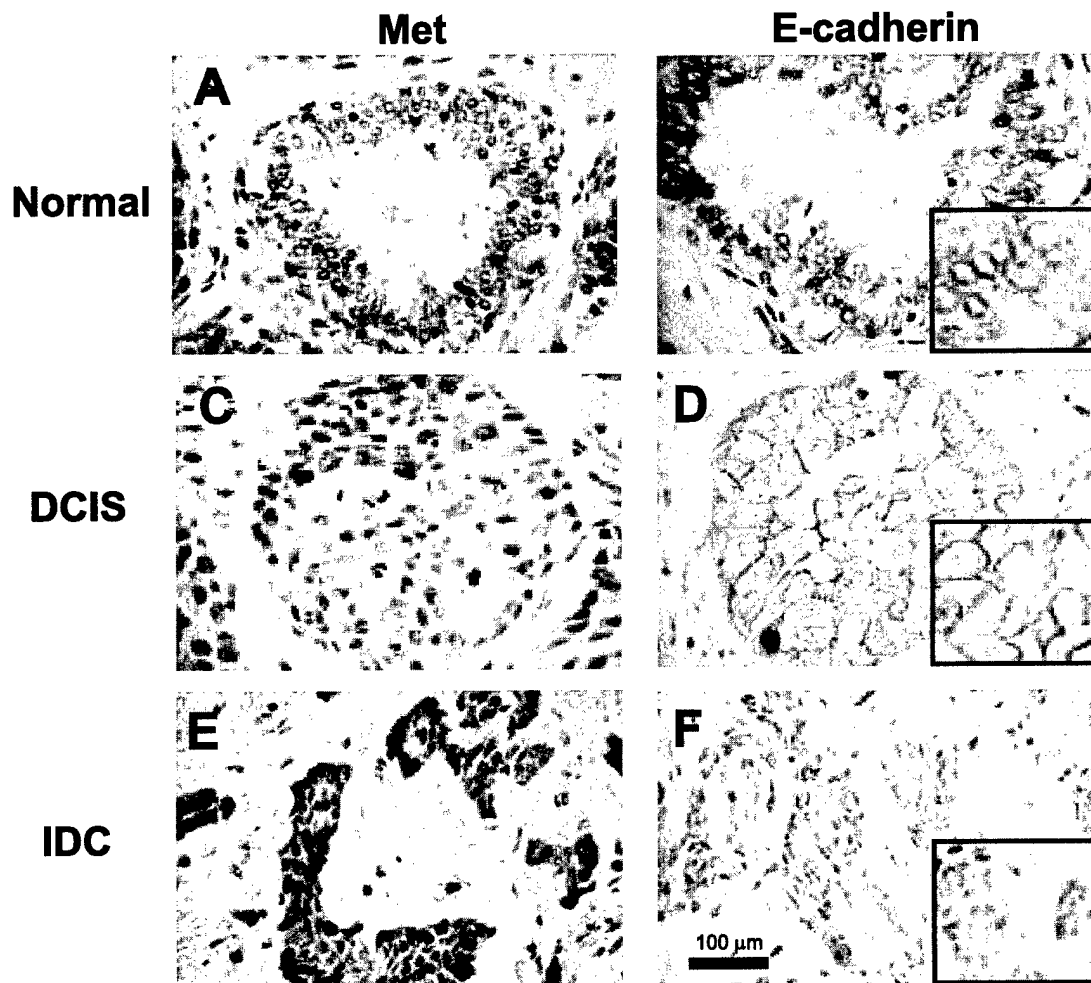 Met E-cadherin
Normal
A B
DCIS
C D
IDC
E F
100 µm